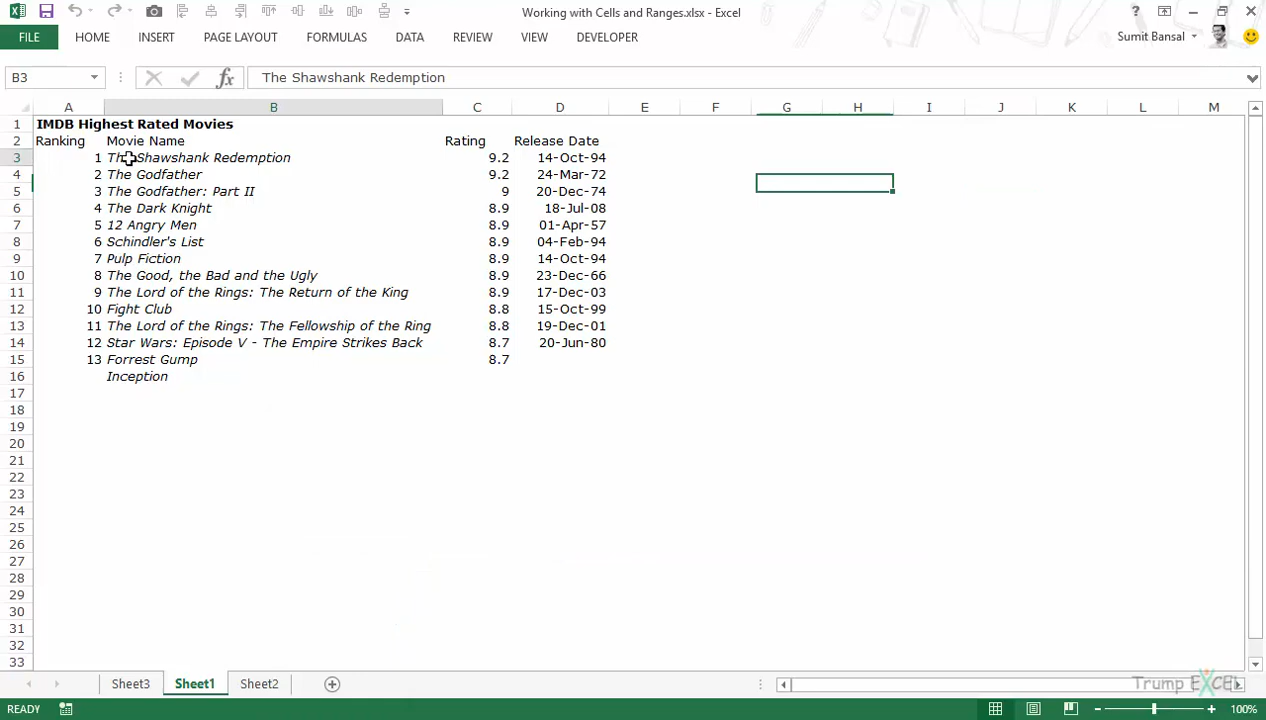 Working with Cells and Ranges.xlsx - Excel
FILE HOME INSERT PAGE LAYOUT FORMULAS DATA REVIEW VIEW DEVELOPER Sumit Bansal
B3 fx The Shawshank Redemption
A B C D E F G H I J K L M
1 IMDB Highest Rated Movies
2 Ranking Movie Name Rating Release Date
3 1 The Shawshank Redemption 9.2 14-Oct-94
4 2 The Godfather 9.2 24-Mar-72
5 3 The Godfather: Part II 9 20-Dec-74
6 4 The Dark Knight 8.9 18-Jul-08
7 5 12 Angry Men 8.9 01-Apr-57
8 6 Schindler's List 8.9 04-Feb-94
9 7 Pulp Fiction 8.9 14-Oct-94
10 8 The Good, the Bad and the Ugly 8.9 23-Dec-66
11 9 The Lord of the Rings: The Return of the King 8.9 17-Dec-03
12 10 Fight Club 8.8 15-Oct-99
13 11 The Lord of the Rings: The Fellowship of the Ring 8.8 19-Dec-01
14 12 Star Wars: Episode V - The Empire Strikes Back 8.7 20-Jun-80
15 13 Forrest Gump 8.7
16 Inception
17
18
19
20
21
22
23
24
25
26
27
28
29
30
31
32
33
Sheet3 Sheet1 Sheet2 Trump EXCEL
READY 100%